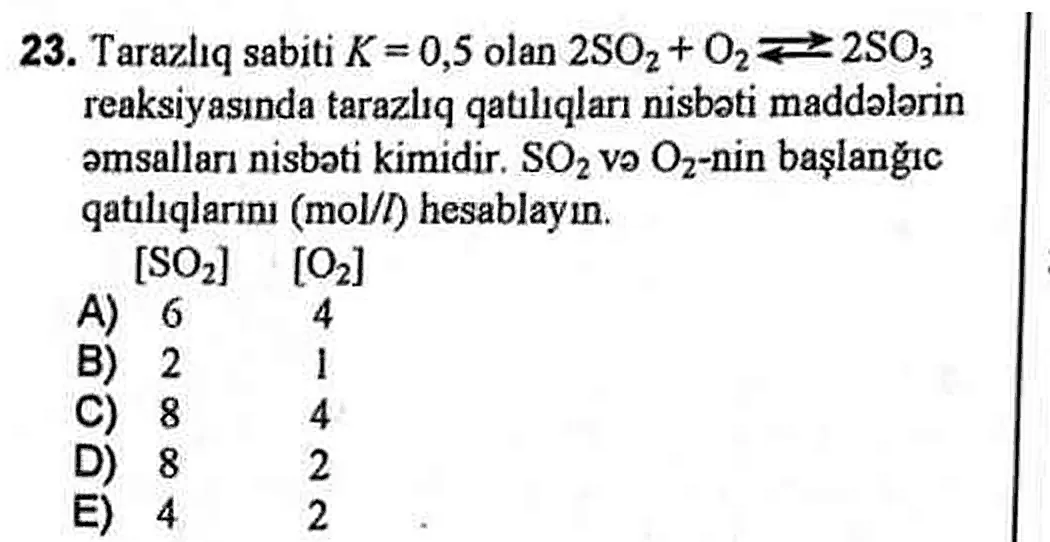 23. Tarazlıq sabiti K = 0,5 olan 2SO₂ + O₂ ⇄ 2SO₃
reaksiyasında tarazlıq qatılıqları nisbəti maddələrin
əmsalları nisbəti kimidir. SO₂ və O₂-nin başlanğıc
qatılıqlarını (mol/l) hesablayın.
[SO₂] [O₂]
A) 6 4
B) 2 1
C) 8 4
D) 8 2
E) 4 2